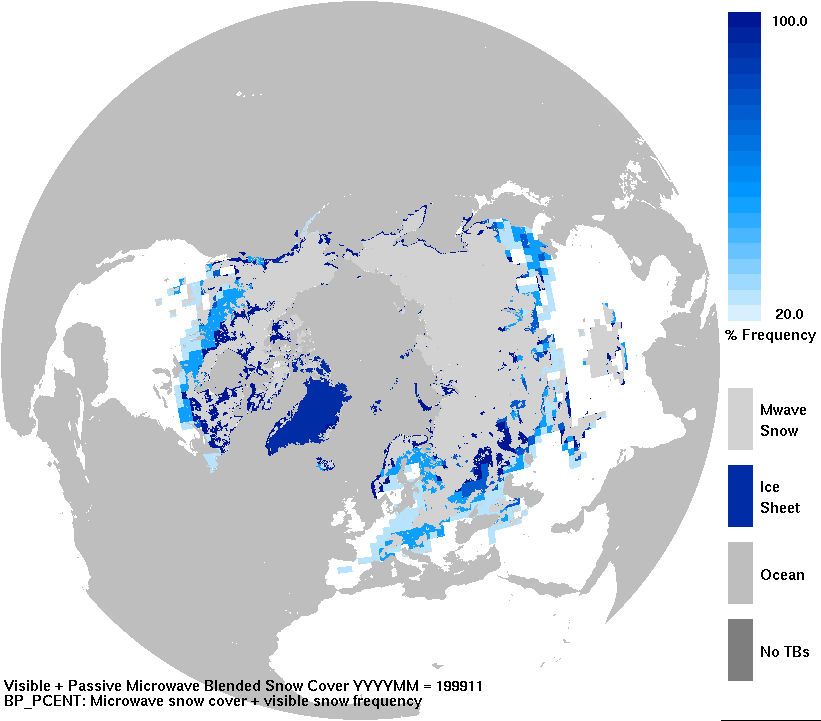 100.0
20.0
% Frequency
Mwave
Snow
Ice
Sheet
Ocean
No TBs
Visible + Passive Microwave Blended Snow Cover YYYYMM = 199911
BP_PCENT: Microwave snow cover + visible snow frequency